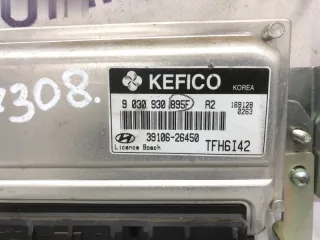 KEFICO
KOREA
9 030 930 895F A2
169128
0263
39106-26450
Licence Bosch
TFH6I42
308.